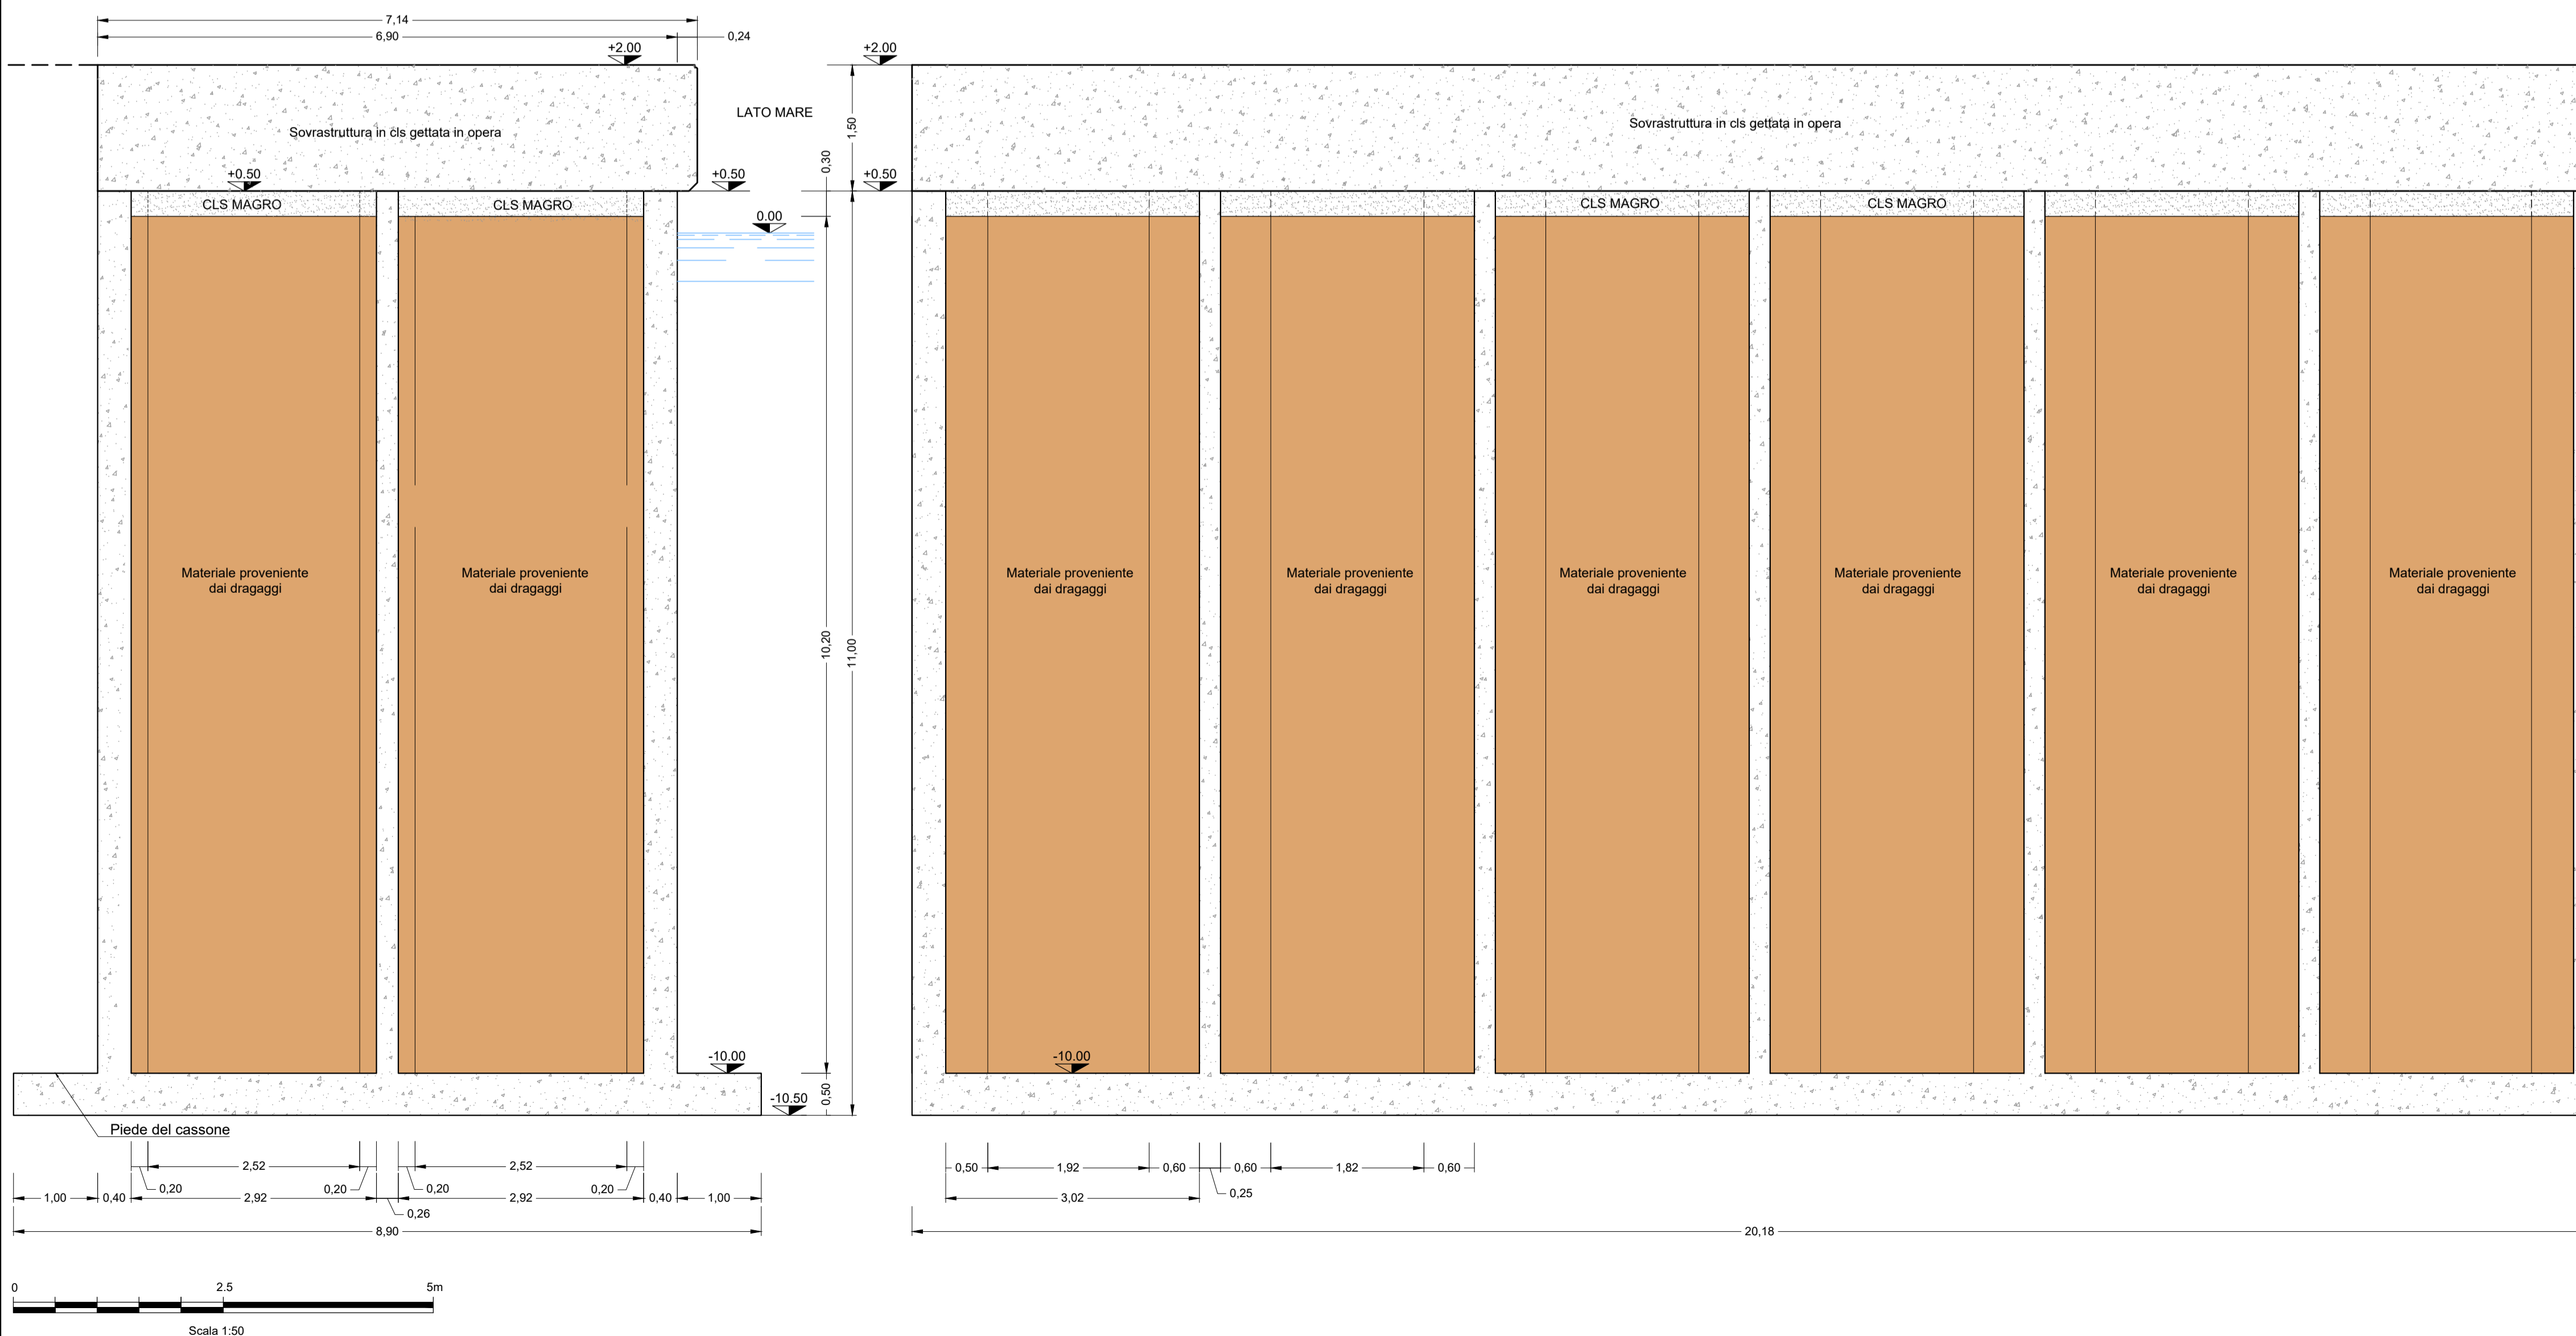 7,14
6,90
0,24
+2.00
+2.00
LATO MARE
1,50
Sovrastruttura in cls gettata in opera
Sovrastruttura in cls gettata in opera
0,30
+0.50
+0.50
+0.50
CLS MAGRO
CLS MAGRO
CLS MAGRO
CLS MAGRO
0.00
Materiale proveniente
dai dragaggi
Materiale proveniente
dai dragaggi
Materiale proveniente
dai dragaggi
Materiale proveniente
dai dragaggi
Materiale proveniente
dai dragaggi
Materiale proveniente
dai dragaggi
Materiale proveniente
dai dragaggi
Materiale proveniente
dai dragaggi
10,20
11,00
-10.00
-10.00
-10.50
0,50
Piede del cassone
2,52
2,52
0,50
1,92
0,60
0,60
1,82
0,60
0,20
0,20
0,20
0,20
0,25
1,00
0,40
2,92
2,92
0,40
1,00
3,02
0,26
8,90
20,18
0
2.5
5m
Scala 1:50